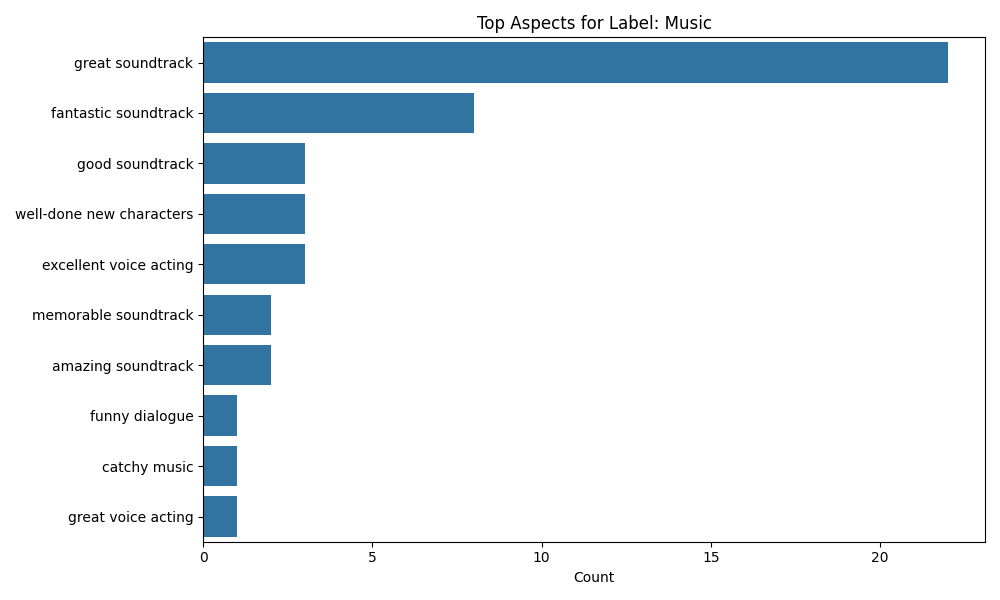 Top Aspects for Label: Music
great soundtrack
fantastic soundtrack
good soundtrack
well-done new characters
excellent voice acting
memorable soundtrack
amazing soundtrack
funny dialogue
catchy music
great voice acting
0 5 10 15 20
Count